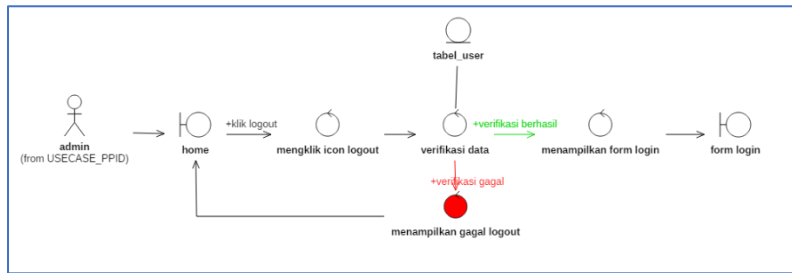 tabel_user
+klik logout
+verifikasi berhasil
admin
(from USECASE_PPID)
home
mengklik icon logout
verifikasi data
menampilkan form login
form login
+verifikasi gagal
menampilkan gagal logout